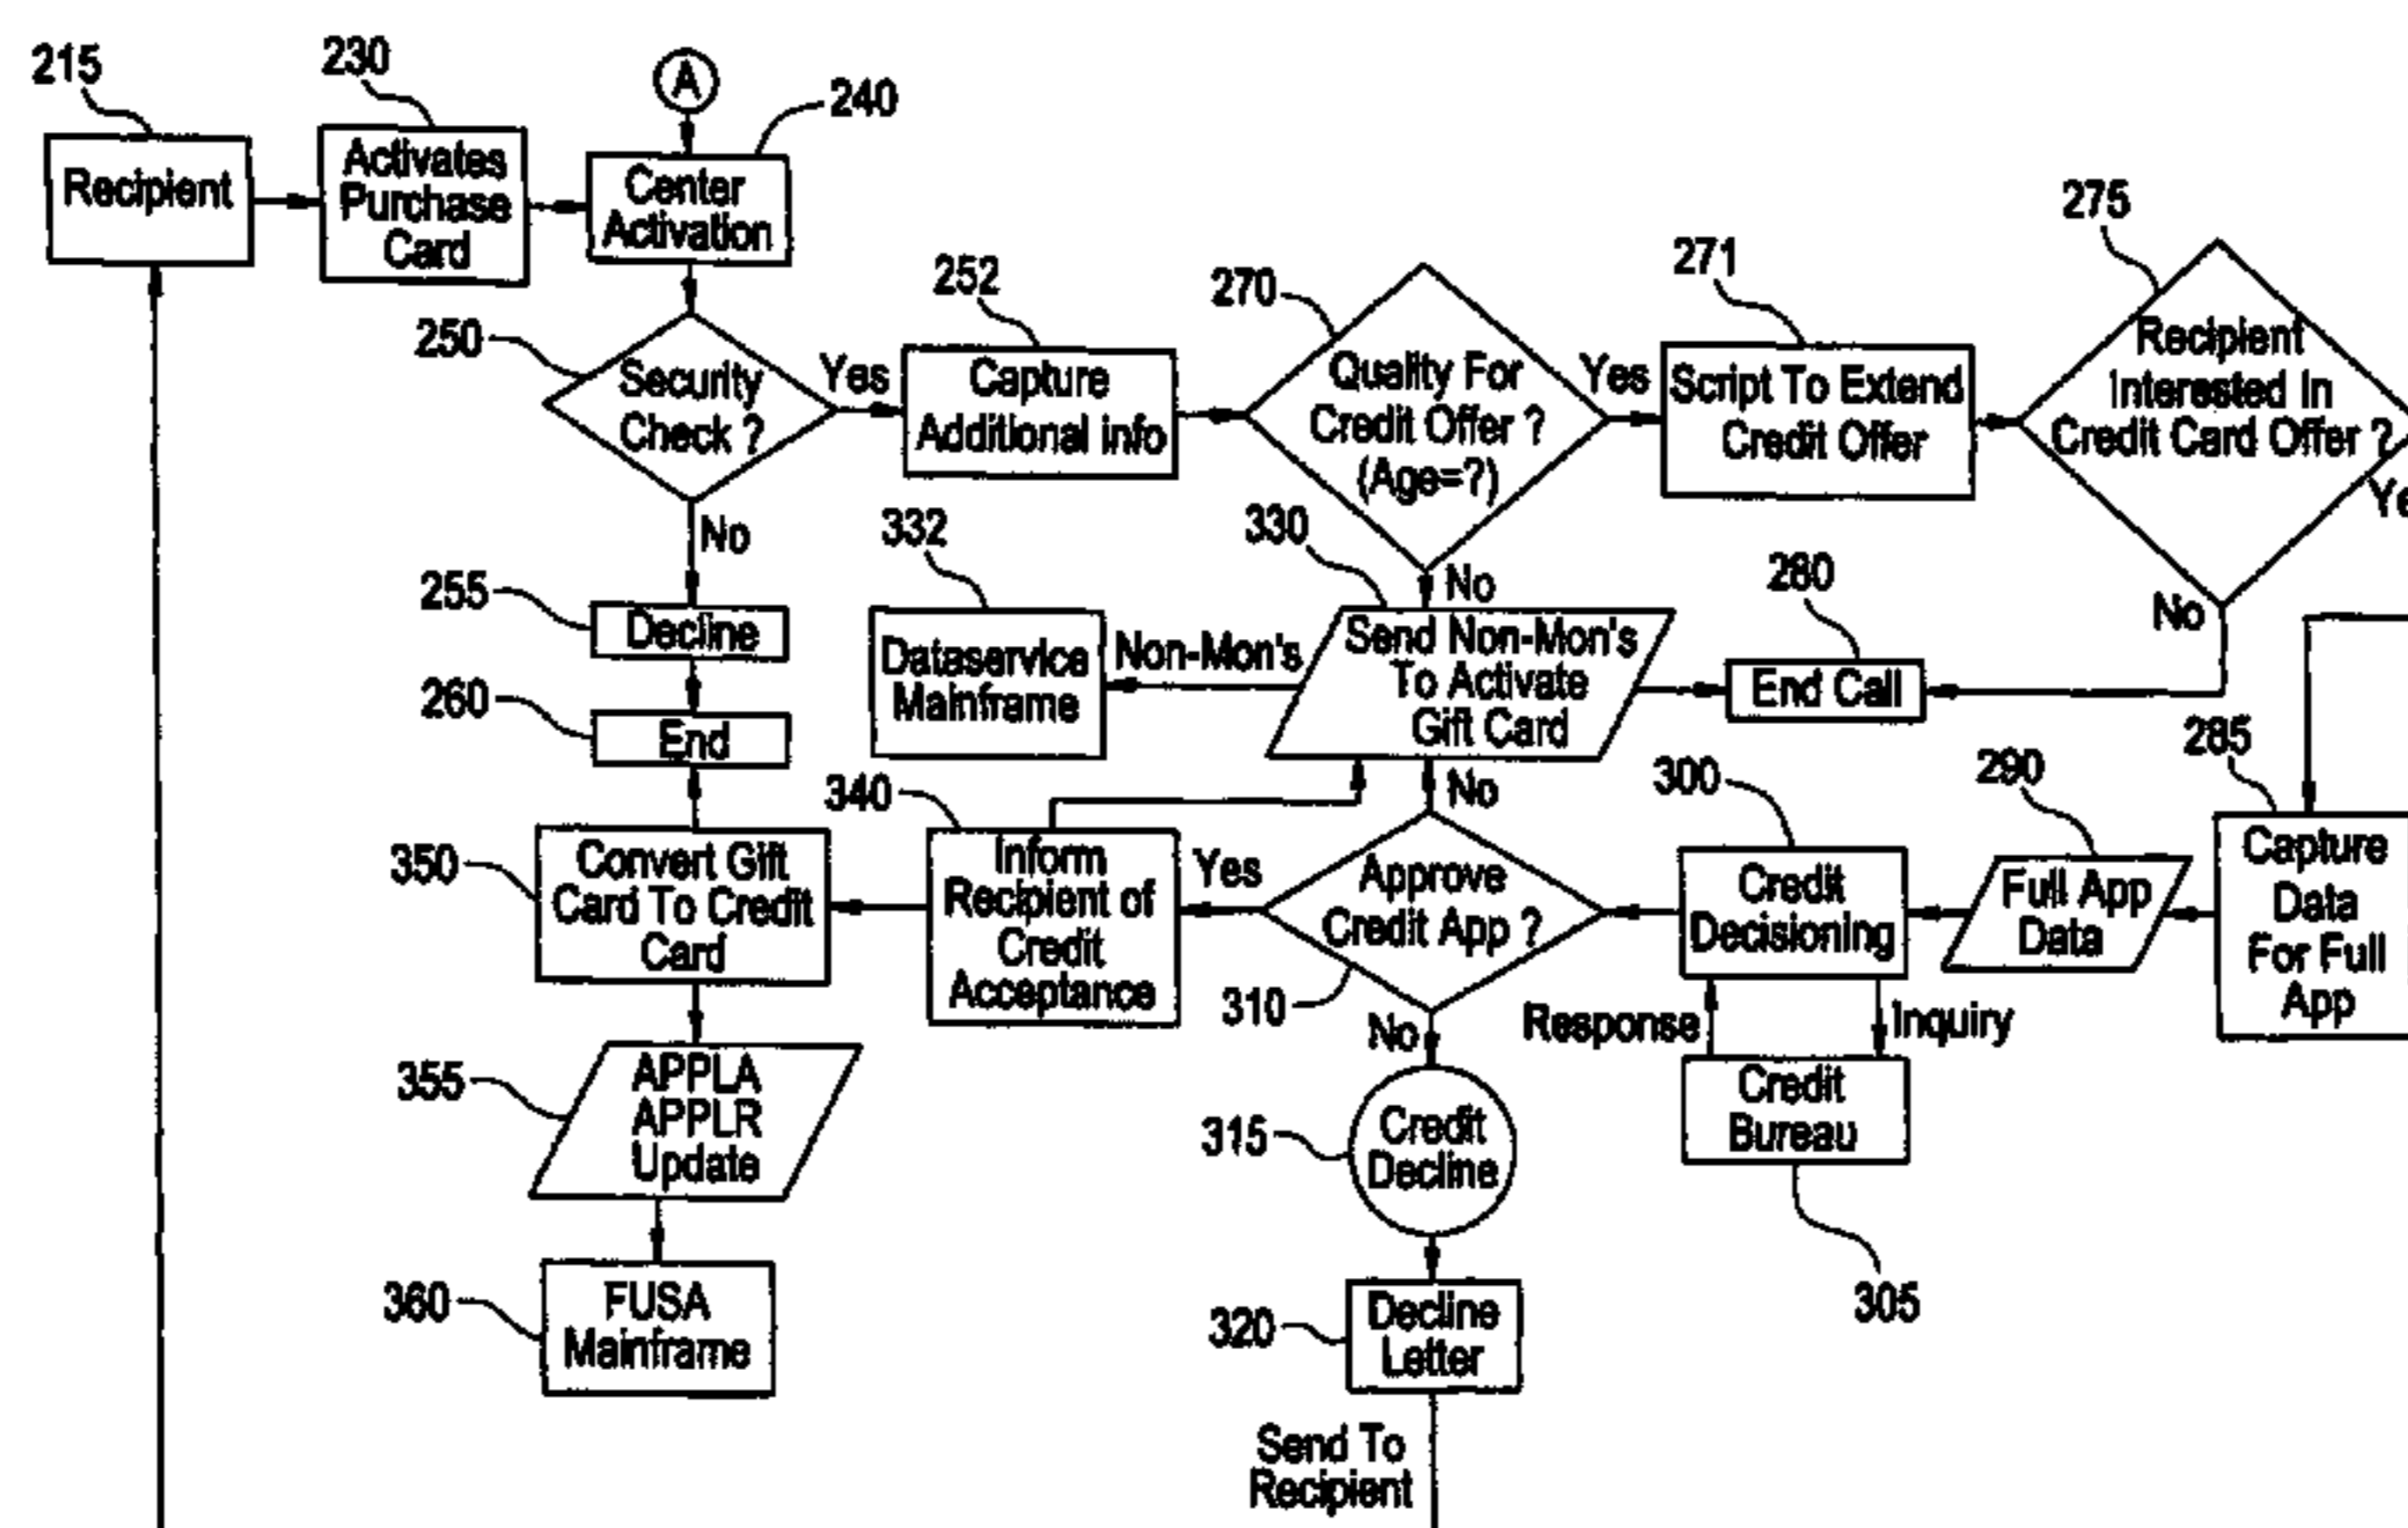 215
230
A
240
Recipient
Activates
Purchase
Card
Center
Activation
250
Security
Check ?
Yes
No
252
Capture
Additional info
270
Quality For
Credit Offer ?
(Age=?)
Yes
No
271
Script To Extend
Credit Offer
275
Recipient
Interested In
Credit Card Offer ?
Ye
No
255
Decline
260
End
332
Dataservice
Mainframe
Non-Mon's
330
Send Non-Mon's
To Activate
Gift Card
280
End Call
285
Capture
Data
For Full
App
290
Full App
Data
300
Credit
Decisioning
Response
Inquiry
Credit
Bureau
305
No
Approve
Credit App ?
310
Yes
No
340
Inform
Recipient of
Credit
Acceptance
350
Convert Gift
Card To Credit
Card
355
APPLA
APPLR
Update
360
FUSA
Mainframe
315
Credit
Decline
320
Decline
Letter
Send To
Recipient